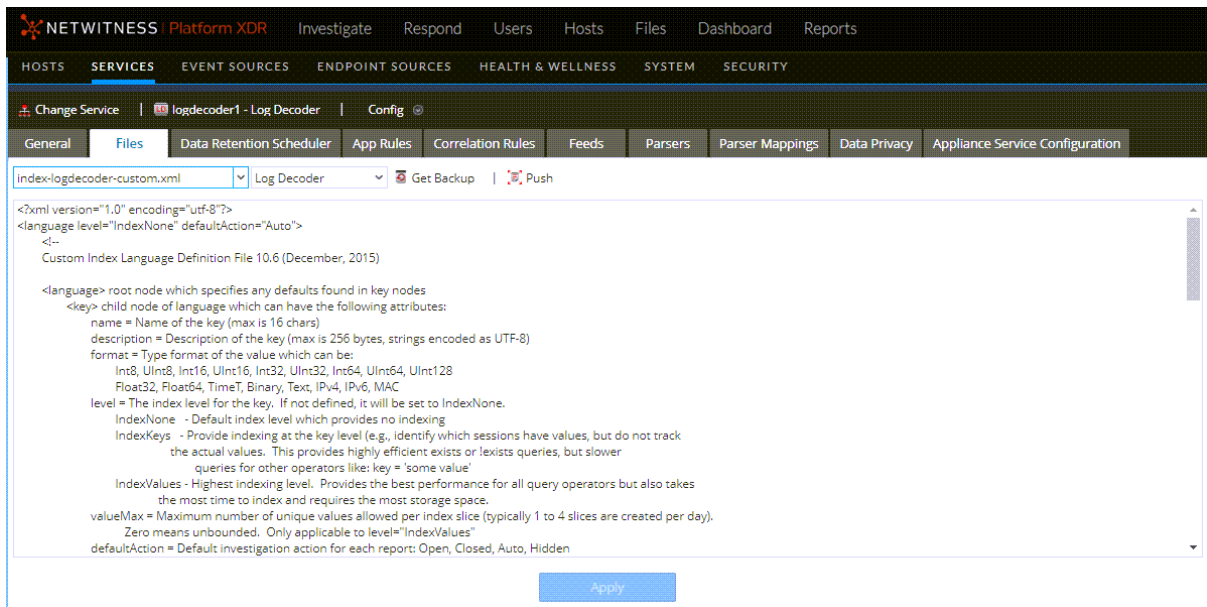 NETWITNESS Platform XDR Investigate Respond Users Hosts Files Dashboard Reports
HOSTS SERVICES EVENT SOURCES ENDPOINT SOURCES HEALTH & WELLNESS SYSTEM SECURITY
Change Service | LD logdecoder1 - Log Decoder | Config
General Files Data Retention Scheduler App Rules Correlation Rules Feeds Parsers Parser Mappings Data Privacy Appliance Service Configuration
index-logdecoder-custom.xml Log Decoder Get Backup | Push
<?xml version="1.0" encoding="utf-8"?>
<language level="IndexNone" defaultAction="Auto">
<!--
Custom Index Language Definition File 10.6 (December, 2015)
<language> root node which specifies any defaults found in key nodes
<key> child node of language which can have the following attributes:
name = Name of the key (max is 16 chars)
description = Description of the key (max is 256 bytes, strings encoded as UTF-8)
format = Type format of the value which can be:
Int8, UInt8, Int16, UInt16, Int32, UInt32, Int64, UInt64, UInt128
Float32, Float64, TimeT, Binary, Text, IPv4, IPv6, MAC
level = The index level for the key. If not defined, it will be set to IndexNone.
IndexNone - Default index level which provides no indexing
IndexKeys - Provide indexing at the key level (e.g., identify which sessions have values, but do not track
the actual values. This provides highly efficient exists or !exists queries, but slower
queries for other operators like: key = 'some value'
IndexValues - Highest indexing level. Provides the best performance for all query operators but also takes
the most time to index and requires the most storage space.
valueMax = Maximum number of unique values allowed per index slice (typically 1 to 4 slices are created per day).
Zero means unbounded. Only applicable to level="IndexValues"
defaultAction = Default investigation action for each report: Open, Closed, Auto, Hidden
Apply